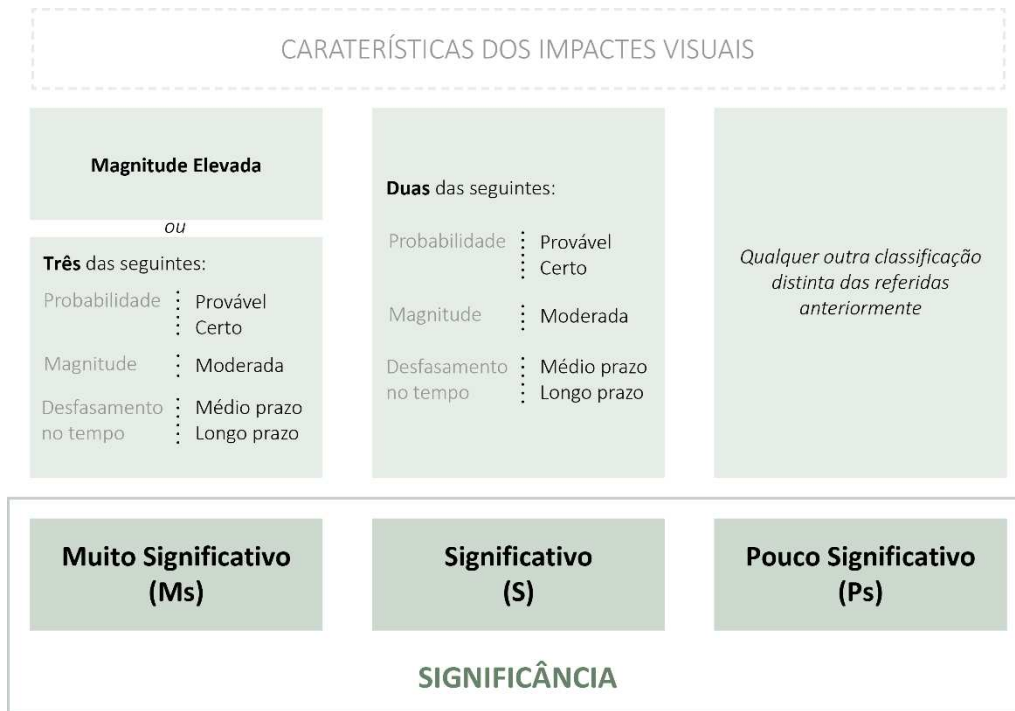 CARATERÍSTICAS DOS IMPACTES VISUAIS
Magnitude Elevada
ou
Três das seguintes:
Probabilidade
Provável
Certo
Magnitude
Moderada
Desfasamento
no tempo
Médio prazo
Longo prazo
Duas das seguintes:
Probabilidade
Provável
Certo
Magnitude
Moderada
Desfasamento
no tempo
Médio prazo
Longo prazo
Qualquer outra classificação
distinta das referidas
anteriormente
Muito Significativo
(Ms)
Significativo
(S)
Pouco Significativo
(Ps)
SIGNIFICÂNCIA